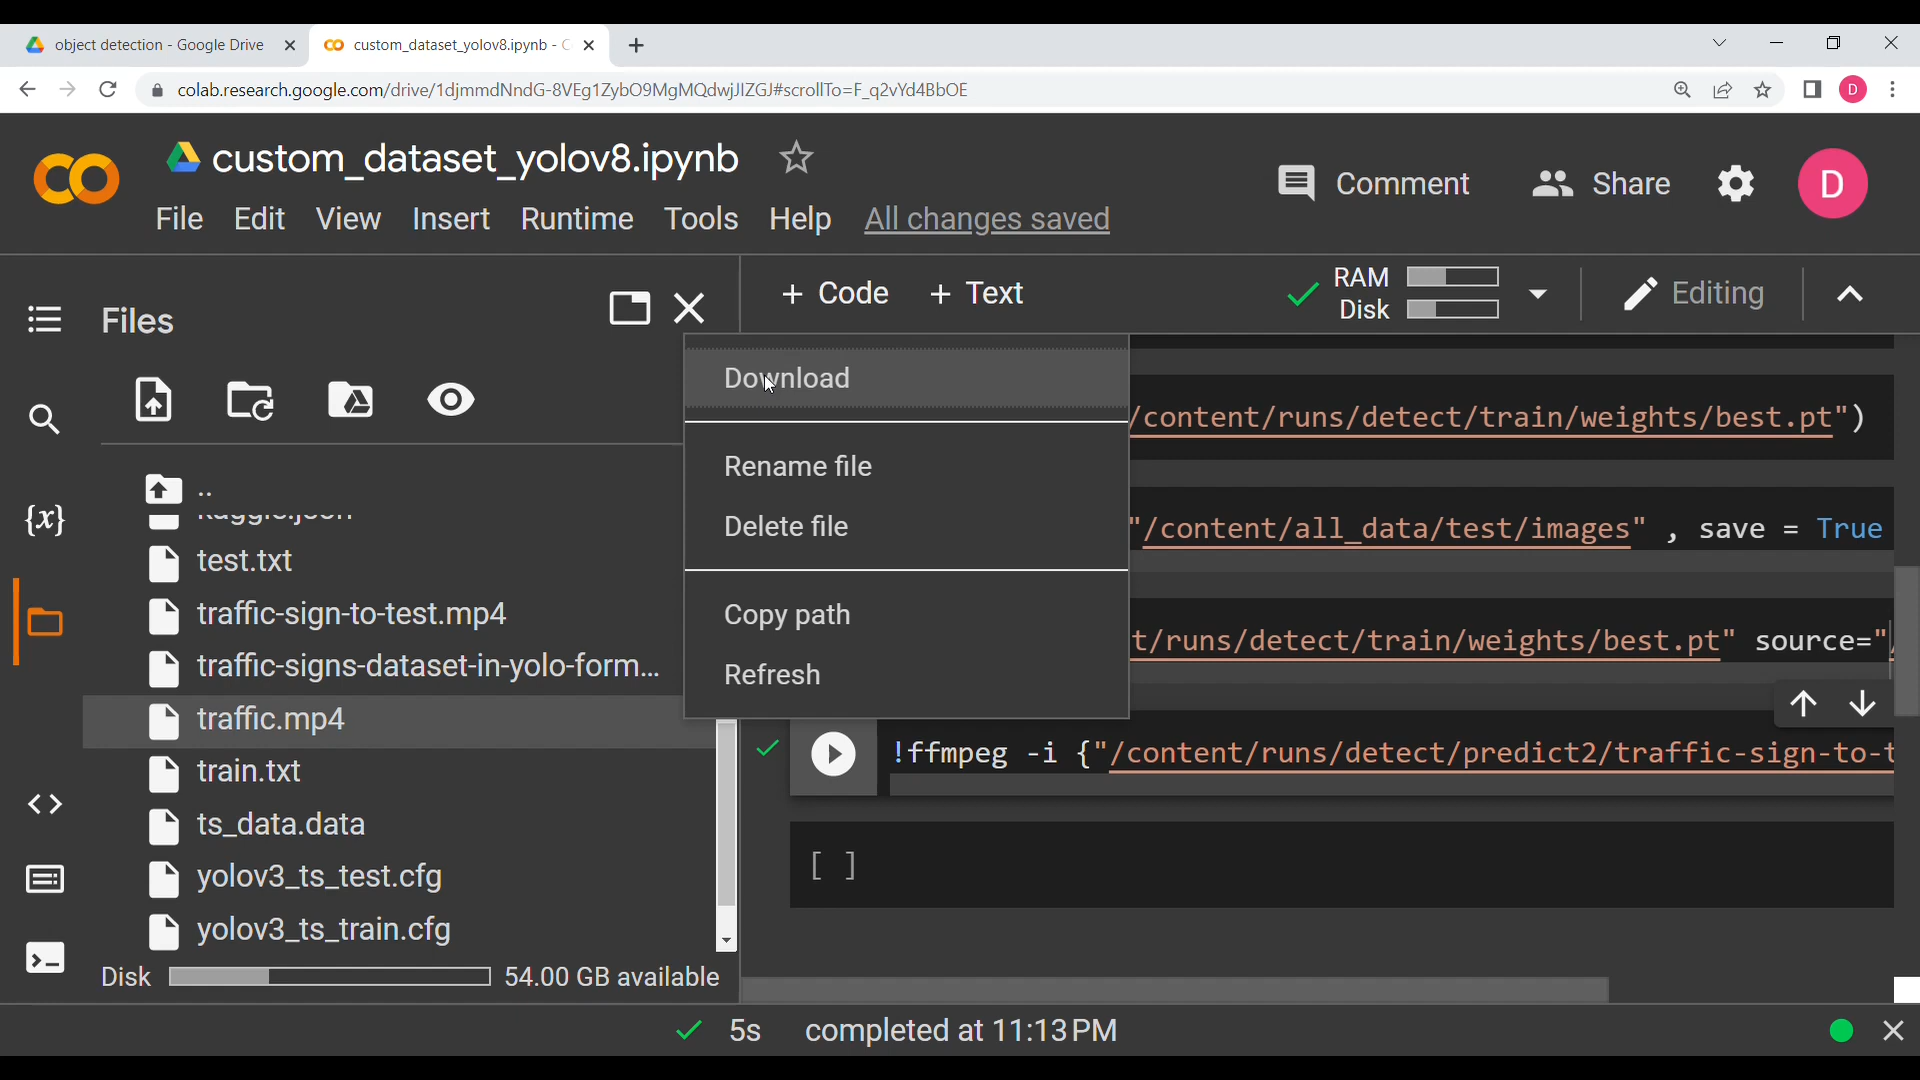 object detection - Google Drive
custom_dataset_yolov8.ipynb - C
colab.research.google.com/drive/1djmmdNndG-8VEg1ZybO9MgMQdwjJIZGJ#scrollTo=F_q2vYd4BbOE
D
custom_dataset_yolov8.ipynb
Comment
Share
D
File Edit View Insert Runtime Tools Help All changes saved
Files
+ Code + Text
RAM
Disk
Editing
Download
Rename file
Delete file
Copy path
Refresh
..
kaggle.json
test.txt
traffic-sign-to-test.mp4
traffic-signs-dataset-in-yolo-form...
traffic.mp4
train.txt
ts_data.data
yolov3_ts_test.cfg
yolov3_ts_train.cfg
Disk 54.00 GB available
{x}
/content/runs/detect/train/weights/best.pt")
"/content/all_data/test/images" , save = True
t/runs/detect/train/weights/best.pt" source="/
!ffmpeg -i {"/content/runs/detect/predict2/traffic-sign-to-t
[ ]
5s completed at 11:13 PM